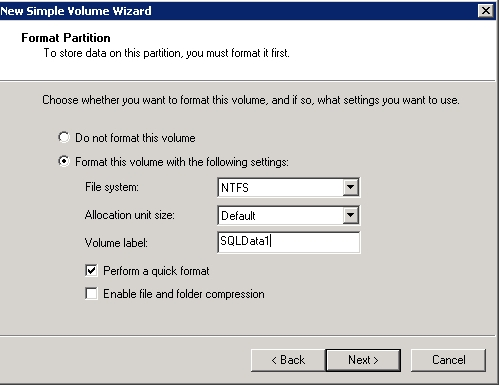 New Simple Volume Wizard
Format Partition
To store data on this partition, you must format it first.
Choose whether you want to format this volume, and if so, what settings you want to use.
Do not format this volume
Format this volume with the following settings:
File system: NTFS
Allocation unit size: Default
Volume label: SQLData1
Perform a quick format
Enable file and folder compression
< Back Next > Cancel